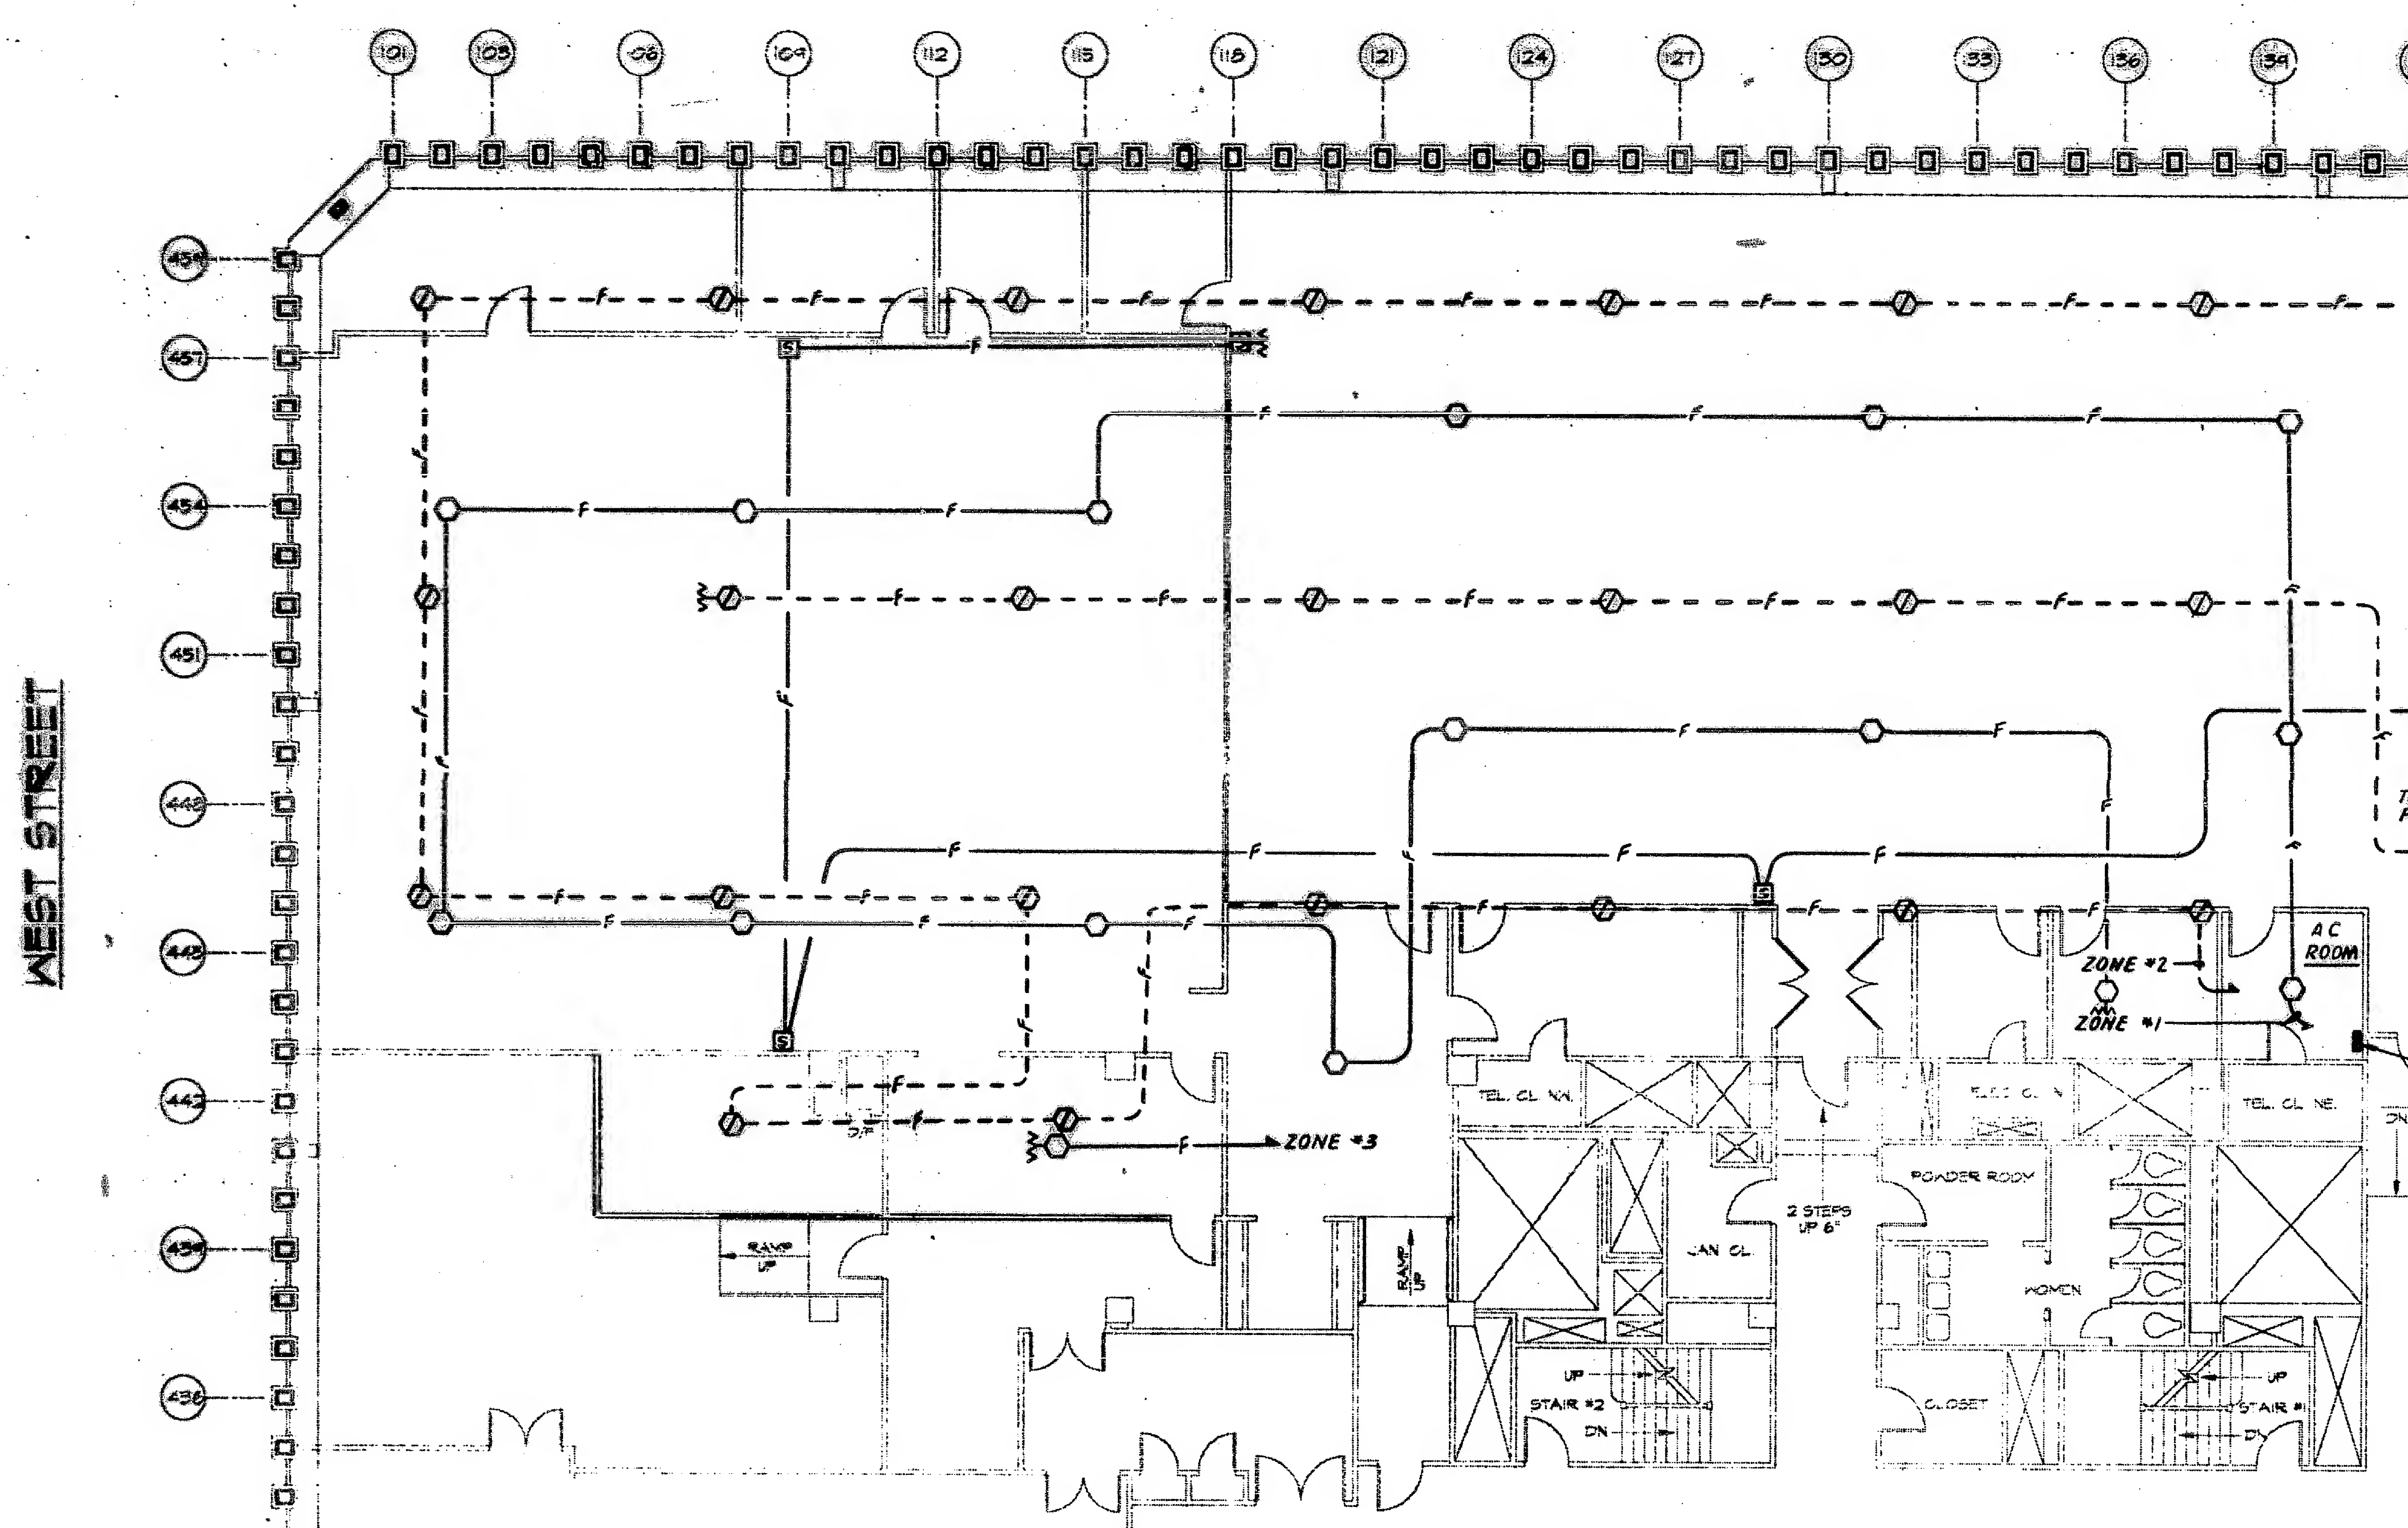 101
103
106
109
112
115
118
121
124
127
130
133
136
139
457
454
451
448
445
442
439
436
WEST STREET
F F F F F F F
F
S
F
F F F
F F
F F F F F
F
F
F
F F
F
F F F
F
S
F F
F F F
F F
F
F
A C
ROOM
ZONE #2
ZONE #1
S
F
F
F
ZONE #3
TEL. CL. NW.
TEL. CL. NE.
DN
POWDER ROOM
2 STEPS
UP 6"
JAN CL.
WOMEN
RAMP
UP
RAMP
UP
UP
STAIR #2
DN
CLOSET
UP
STAIR #1
DN